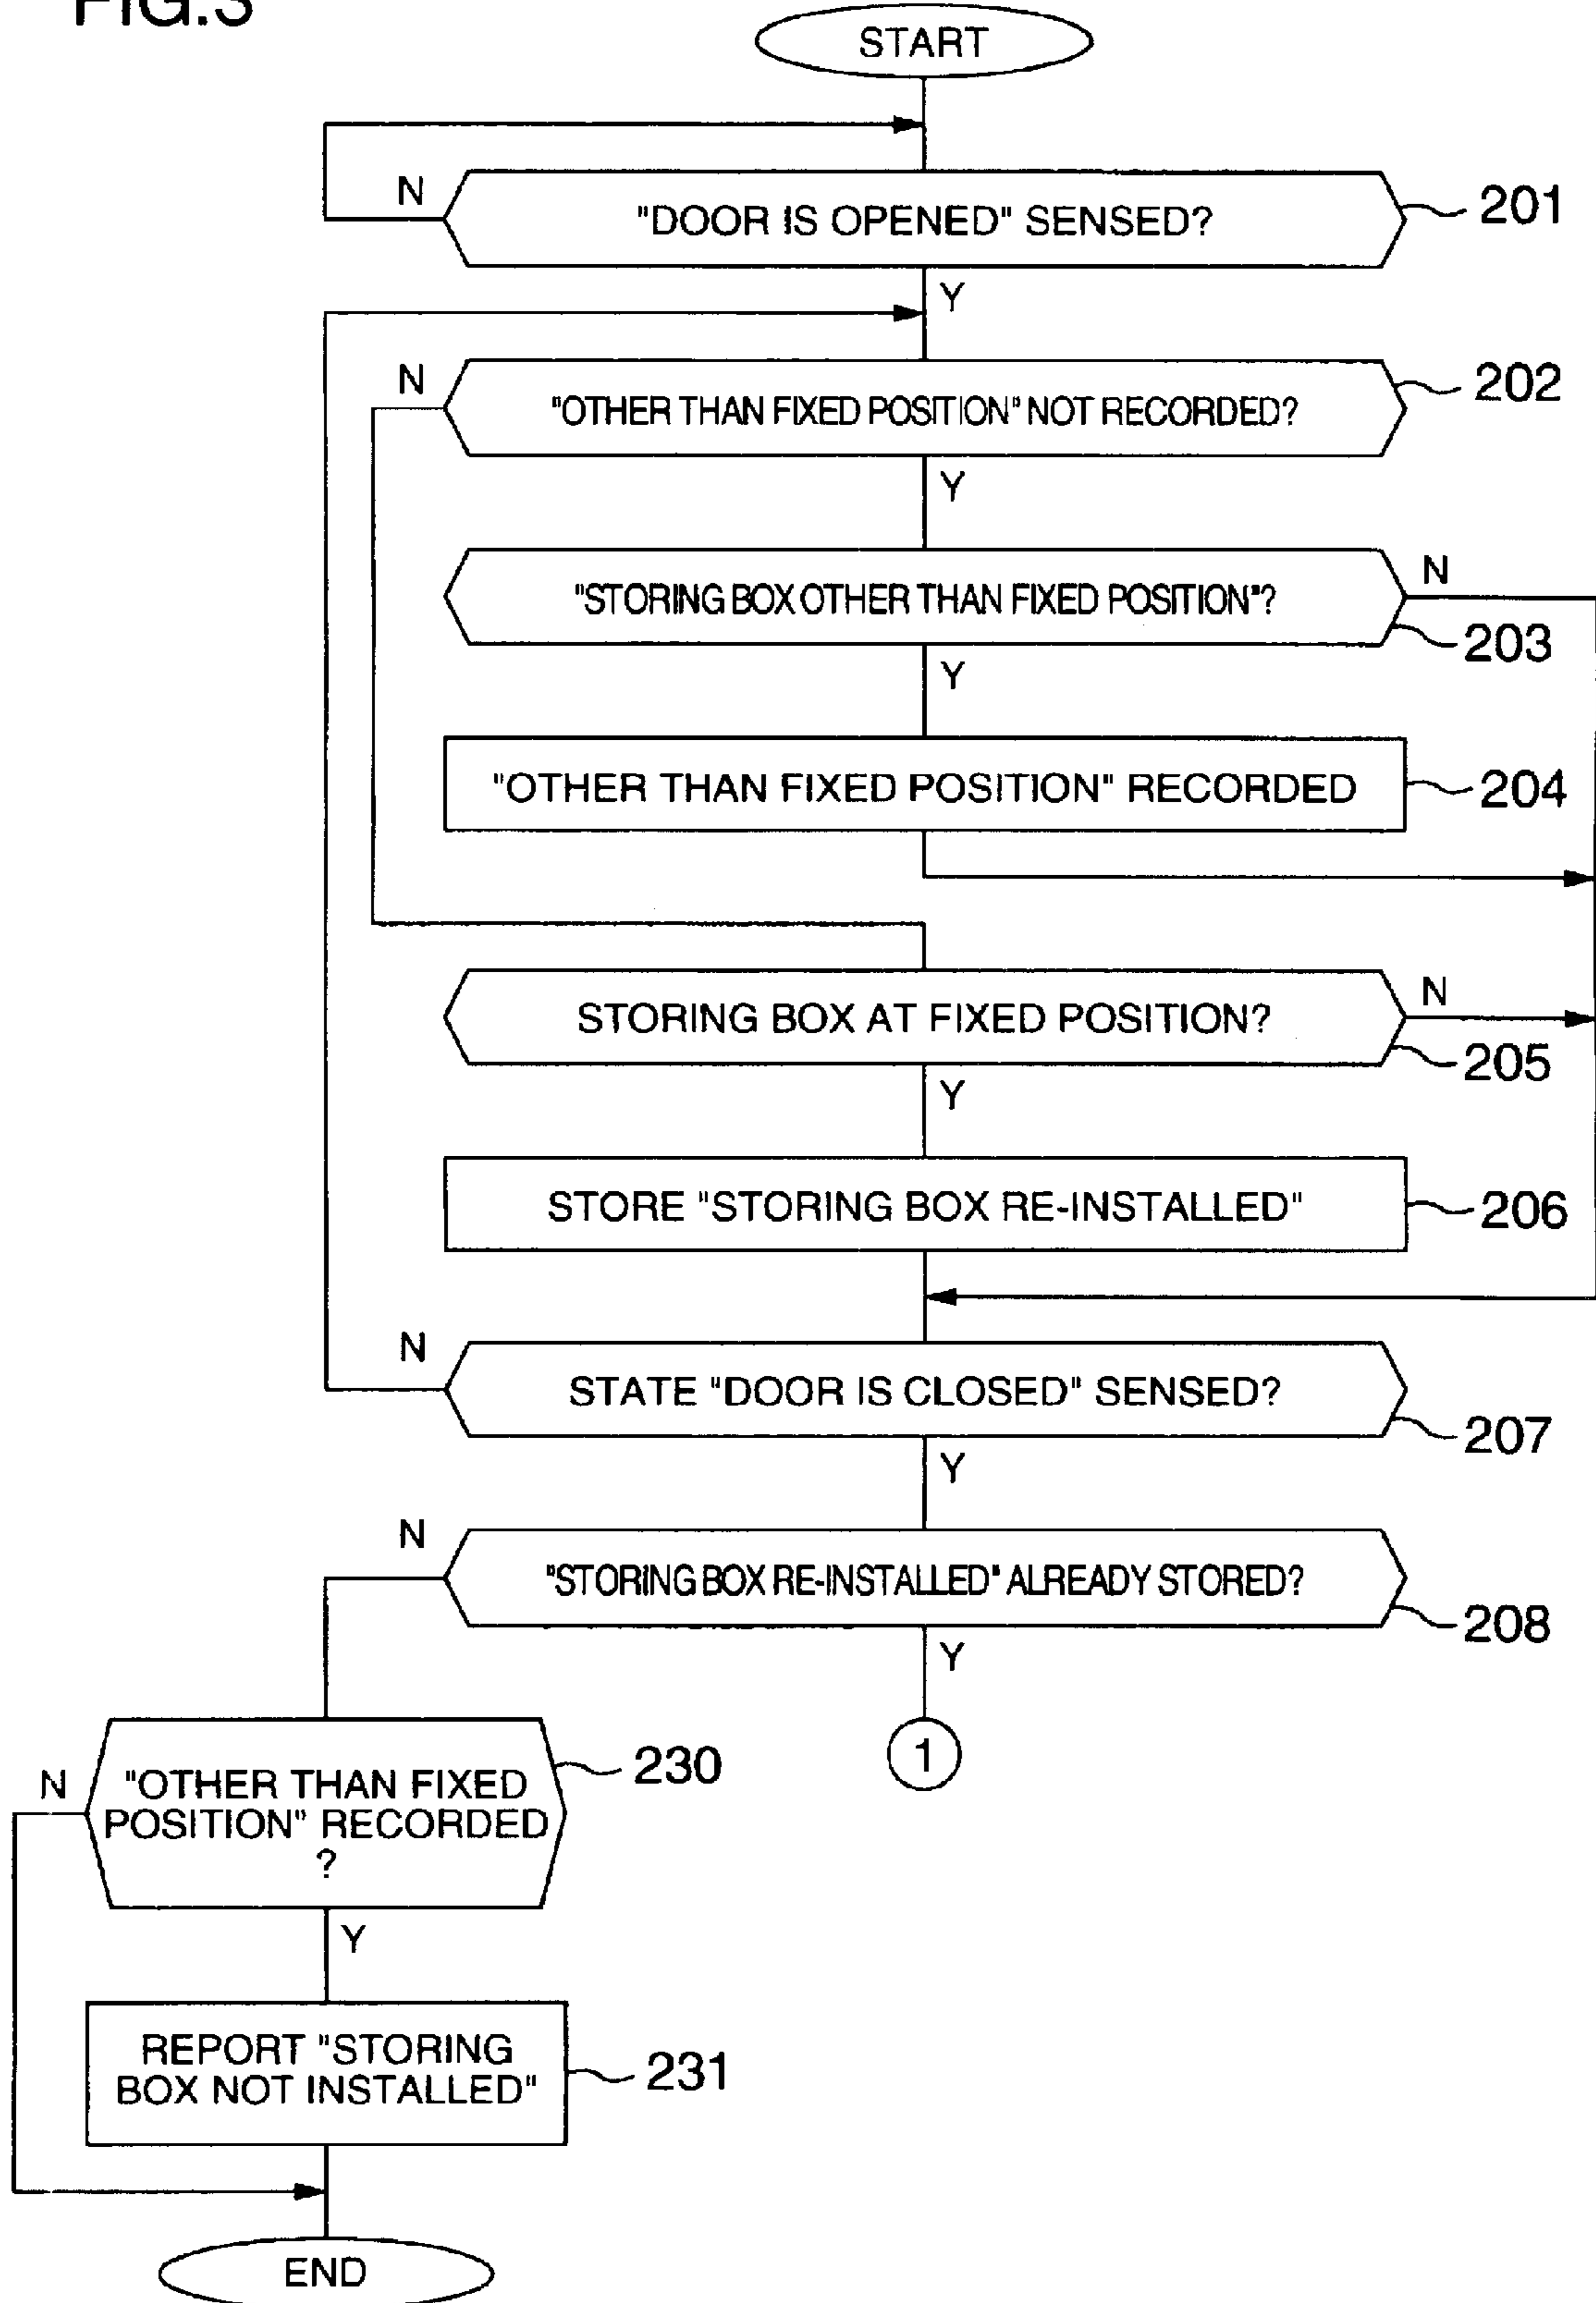 FIG.3
START
N
"DOOR IS OPENED" SENSED?
201
Y
N
"OTHER THAN FIXED POSITION" NOT RECORDED?
202
Y
"STORING BOX OTHER THAN FIXED POSITION"?
N
203
Y
"OTHER THAN FIXED POSITION" RECORDED
204
STORING BOX AT FIXED POSITION?
N
205
Y
STORE "STORING BOX RE-INSTALLED"
206
N
STATE "DOOR IS CLOSED" SENSED?
207
Y
N
"STORING BOX RE-INSTALLED" ALREADY STORED?
208
Y
1
N
"OTHER THAN FIXED
POSITION" RECORDED
?
230
Y
REPORT "STORING
BOX NOT INSTALLED"
231
END